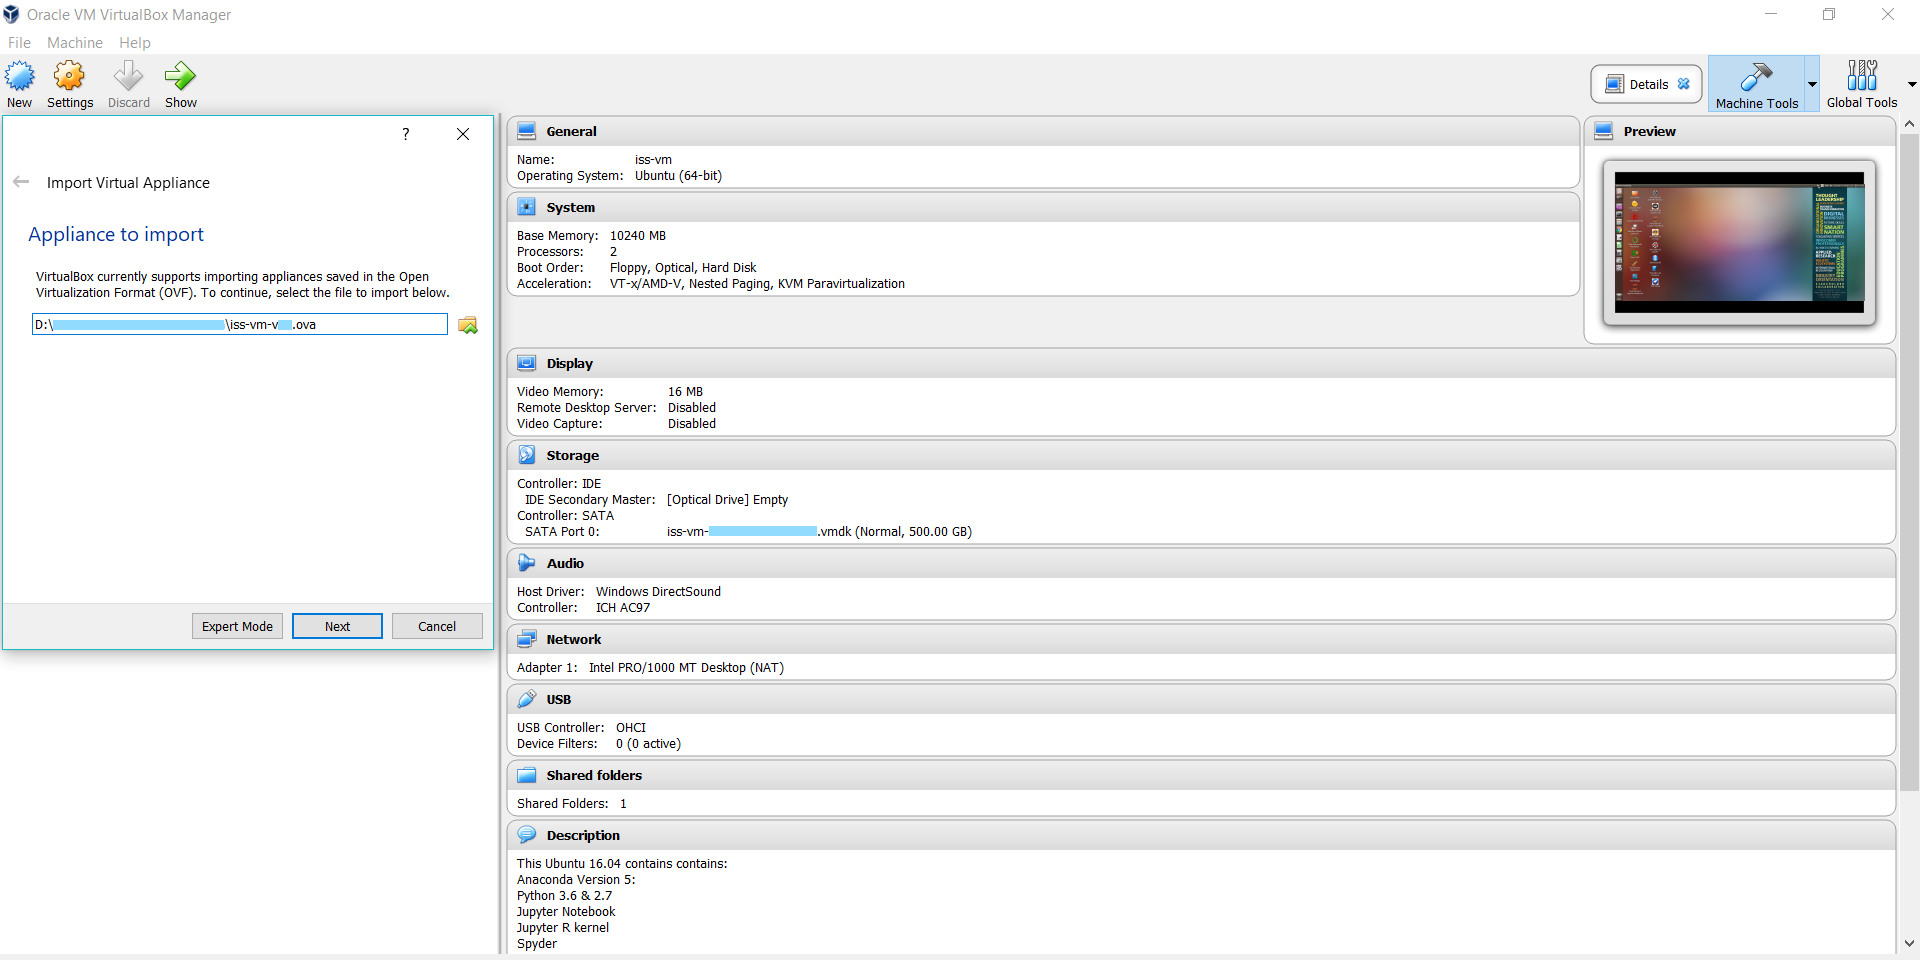 Oracle VM VirtualBox Manager
File Machine Help
New Settings Discard Show
Details Machine Tools Global Tools
?
Import Virtual Appliance
Appliance to import
VirtualBox currently supports importing appliances saved in the Open
Virtualization Format (OVF). To continue, select the file to import below.
D:\ \iss-vm-v .ova
Expert Mode Next Cancel
General
Name: iss-vm
Operating System: Ubuntu (64-bit)
System
Base Memory: 10240 MB
Processors: 2
Boot Order: Floppy, Optical, Hard Disk
Acceleration: VT-x/AMD-V, Nested Paging, KVM Paravirtualization
Preview
THOUGHT
LEADERSHIP
DIGITAL
SMART
NATION
APPLIED
RESEARCH
Display
Video Memory: 16 MB
Remote Desktop Server: Disabled
Video Capture: Disabled
Storage
Controller: IDE
IDE Secondary Master: [Optical Drive] Empty
Controller: SATA
SATA Port 0: iss-vm- .vmdk (Normal, 500.00 GB)
Audio
Host Driver: Windows DirectSound
Controller: ICH AC97
Network
Adapter 1: Intel PRO/1000 MT Desktop (NAT)
USB
USB Controller: OHCI
Device Filters: 0 (0 active)
Shared folders
Shared Folders: 1
Description
This Ubuntu 16.04 contains contains:
Anaconda Version 5:
Python 3.6 & 2.7
Jupyter Notebook
Jupyter R kernel
Spyder